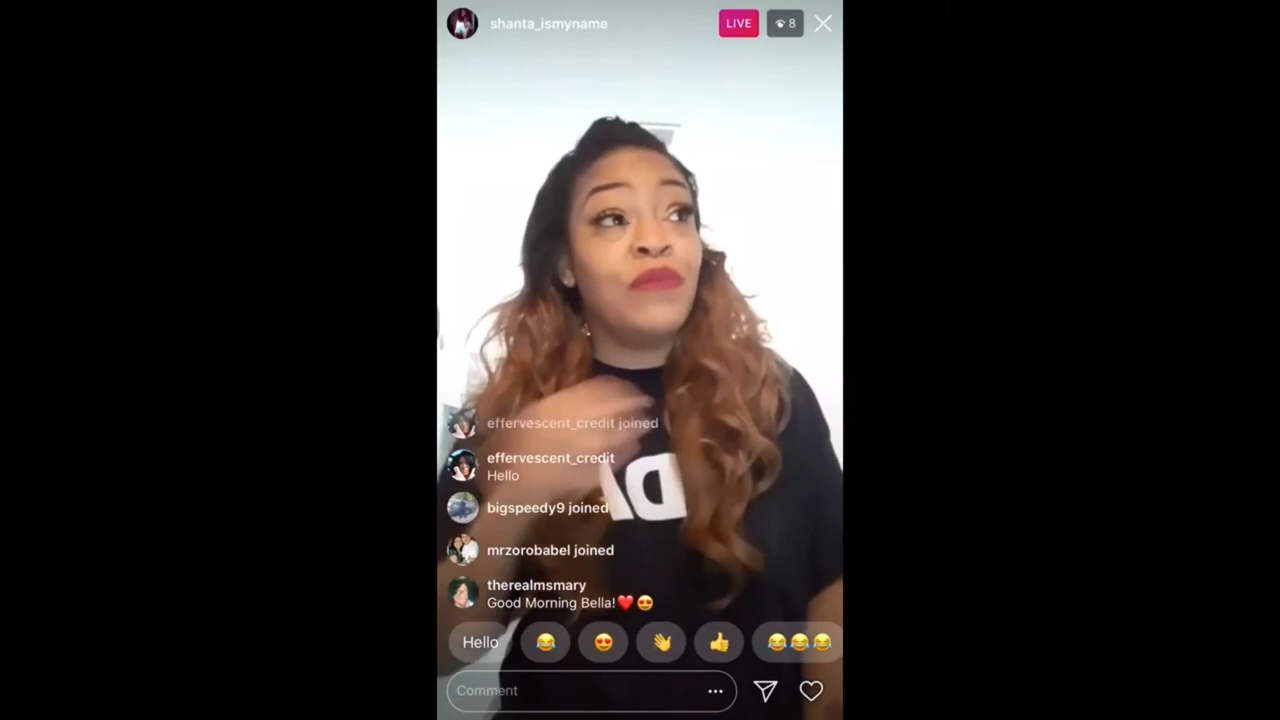 shanta_ismyname
LIVE
8
effervescent_credit joined
effervescent_credit
Hello
bigspeedy9 joined
mrzorobabel joined
therealmsmary
Good Morning Bella!❤️😍
Hello 😂 😍 👋 👍 😂😂😂
Comment